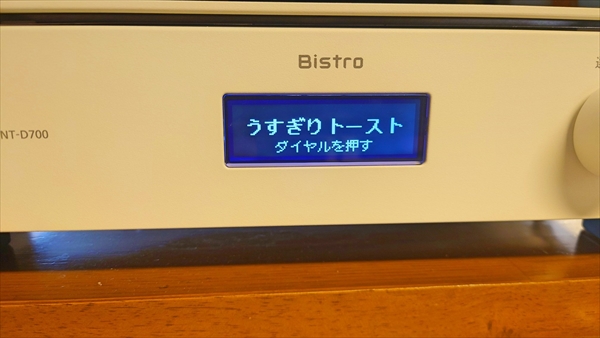 Bistro
うすぎりトースト
ダイヤルを押す
NT-D700